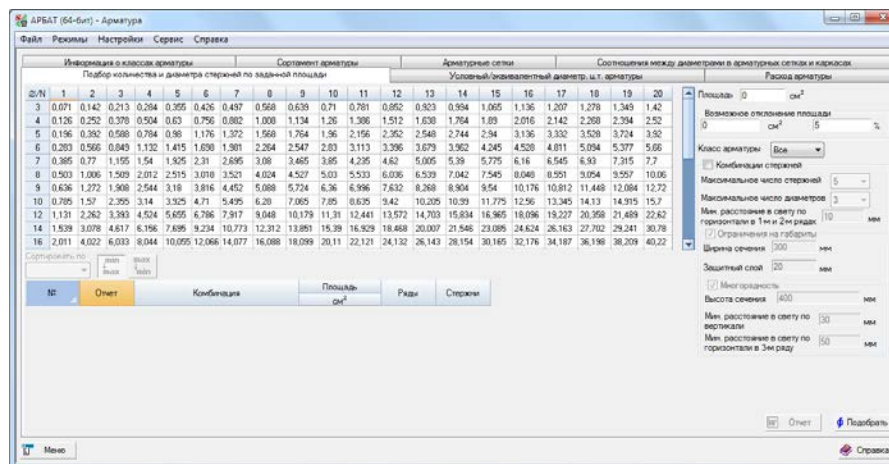 АРБАТ (64-бит) - Арматура
Файл Режимы Настройки Сервис Справка
Информация о классах арматуры Сортамент арматуры Арматурные сетки Соотношения между диаметрами в арматурных сетках и каркасах
Подбор количества и диаметра стержней по заданной площади Условный/эквивалентный диаметр, ц.т. арматуры Расход арматуры
⌀/N 1 2 3 4 5 6 7 8 9 10 11 12 13 14 15 16 17 18 19 20
3 0,071 0,142 0,213 0,284 0,355 0,426 0,497 0,568 0,639 0,71 0,781 0,852 0,923 0,994 1,065 1,136 1,207 1,278 1,349 1,42
4 0,126 0,252 0,378 0,504 0,63 0,756 0,882 1,008 1,134 1,26 1,386 1,512 1,638 1,764 1,89 2,016 2,142 2,268 2,394 2,52
5 0,196 0,392 0,588 0,784 0,98 1,176 1,372 1,568 1,764 1,96 2,156 2,352 2,548 2,744 2,94 3,136 3,332 3,528 3,724 3,92
6 0,283 0,566 0,849 1,132 1,415 1,698 1,981 2,264 2,547 2,83 3,113 3,396 3,679 3,962 4,245 4,528 4,811 5,094 5,377 5,66
7 0,385 0,77 1,155 1,54 1,925 2,31 2,695 3,08 3,465 3,85 4,235 4,62 5,005 5,39 5,775 6,16 6,545 6,93 7,315 7,7
8 0,503 1,006 1,509 2,012 2,515 3,018 3,521 4,024 4,527 5,03 5,533 6,036 6,539 7,042 7,545 8,048 8,551 9,054 9,557 10,06
9 0,636 1,272 1,908 2,544 3,18 3,816 4,452 5,088 5,724 6,36 6,996 7,632 8,268 8,904 9,54 10,176 10,812 11,448 12,084 12,72
10 0,785 1,57 2,355 3,14 3,925 4,71 5,495 6,28 7,065 7,85 8,635 9,42 10,205 10,99 11,775 12,56 13,345 14,13 14,915 15,7
12 1,131 2,262 3,393 4,524 5,655 6,786 7,917 9,048 10,179 11,31 12,441 13,572 14,703 15,834 16,965 18,096 19,227 20,358 21,489 22,62
14 1,539 3,078 4,617 6,156 7,695 9,234 10,773 12,312 13,851 15,39 16,929 18,468 20,007 21,546 23,085 24,624 26,163 27,702 29,241 30,78
16 2,011 4,022 6,033 8,044 10,055 12,066 14,077 16,088 18,099 20,11 22,121 24,132 26,143 28,154 30,165 32,176 34,187 36,198 38,209 40,22
Сортировать по
min max
max min
№ Отчет Комбинация Площадь Ряды Стержни
см²
Площадь 0 см²
Возможное отклонение площади
0 см² 5 %
Класс арматуры Все
Комбинации стержней
Максимальное число стержней 5
Максимальное число диаметров 3
Мин. расстояние в свету по
горизонтали в 1-м и 2-м рядах 10 мм
Ограничения на габариты
Ширина сечения 300 мм
Защитный слой 20 мм
Многорядность
Высота сечения 400 мм
Мин. расстояние в свету по
вертикали 30 мм
Мин. расстояние в свету по
горизонтали в 3-м ряду 50 мм
Отчет Подобрать
Меню Справка